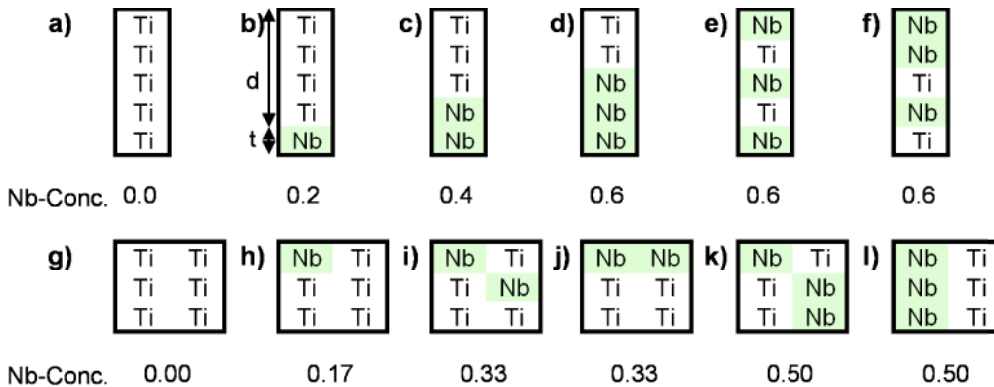 a) Ti b) Ti c) Ti d) Ti e) Nb f) Nb
Ti Ti Ti Ti Ti Nb
d
Ti Ti Ti Nb Nb Ti
Ti Ti Nb Nb Ti Nb
t
Ti Nb Nb Nb Nb Ti
Nb-Conc. 0.0 0.2 0.4 0.6 0.6 0.6
g) Ti Ti h) Nb Ti i) Nb Ti j) Nb Nb k) Nb Ti l) Nb Ti
Ti Ti Ti Ti Ti Nb Ti Ti Ti Nb Nb Ti
Ti Ti Ti Ti Ti Ti Ti Ti Ti Nb Nb Ti
Nb-Conc. 0.00 0.17 0.33 0.33 0.50 0.50